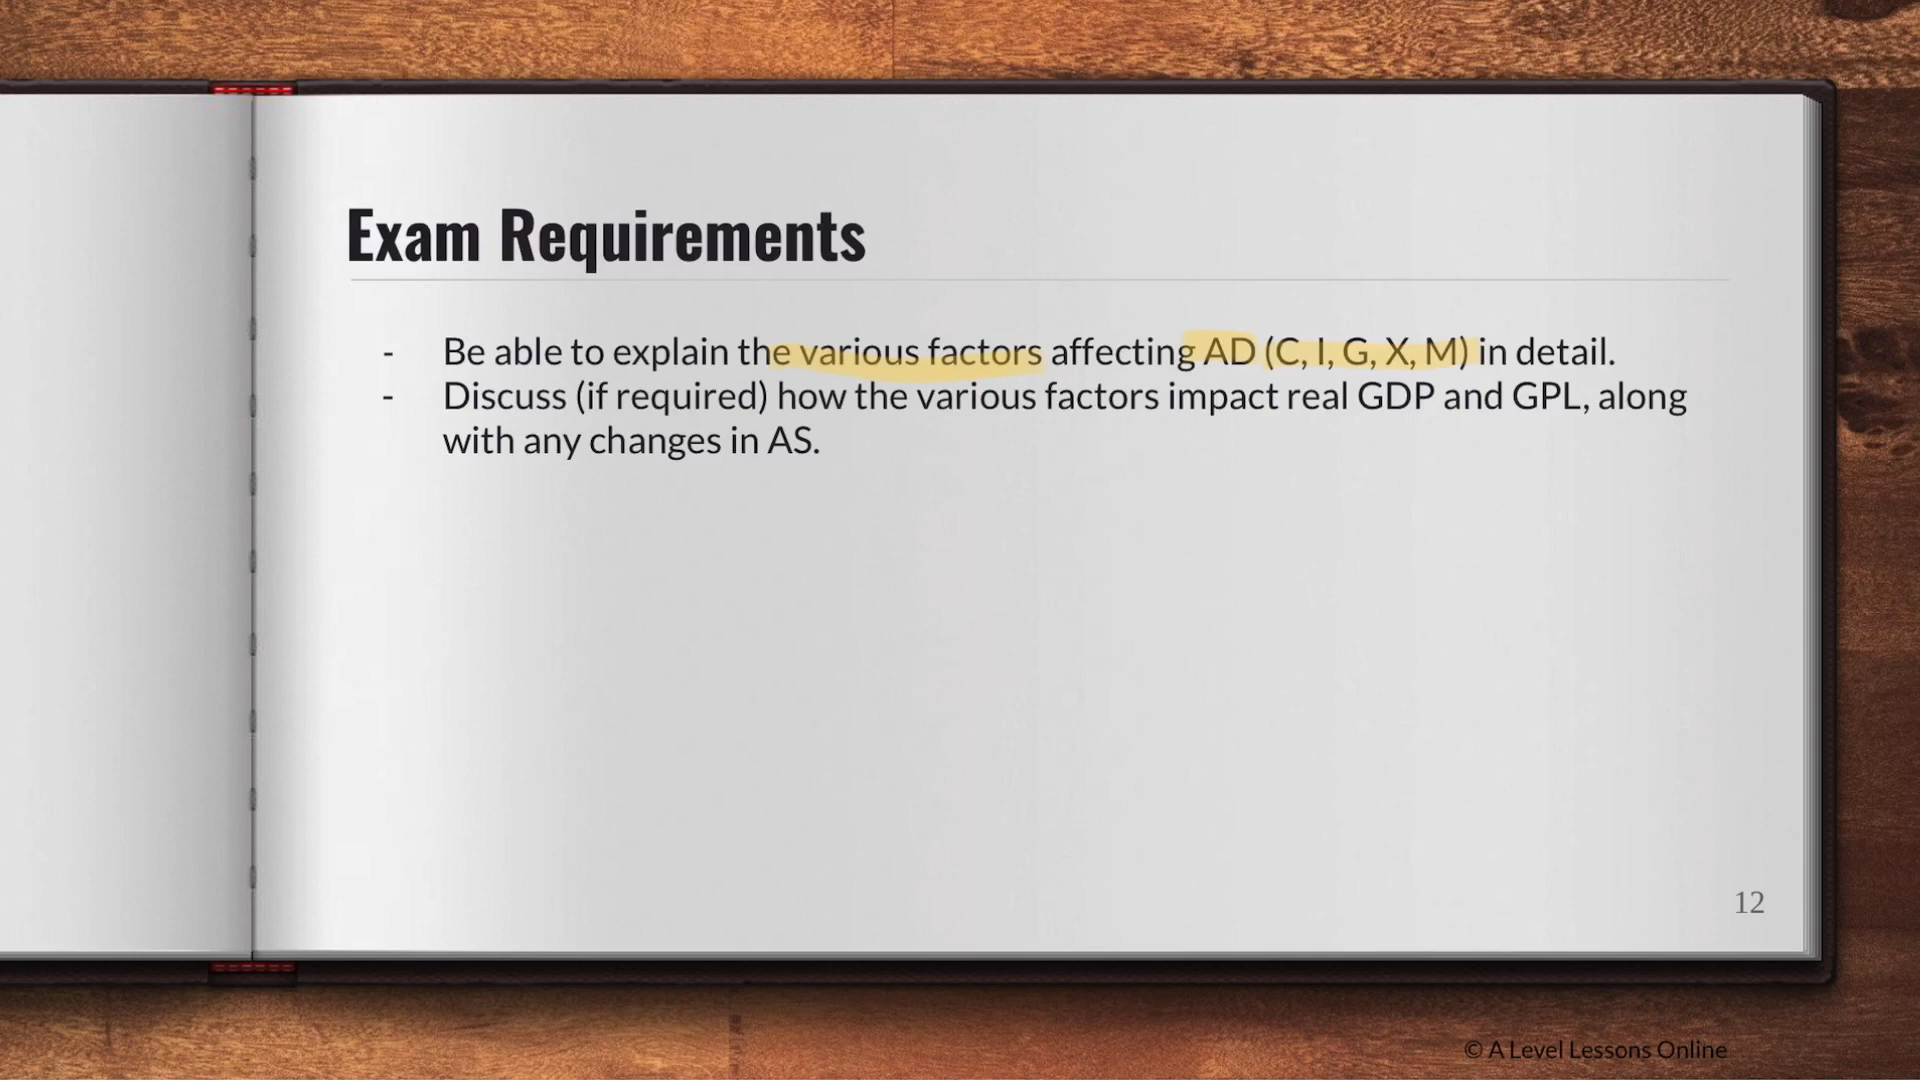 Exam Requirements
- Be able to explain the various factors affecting AD (C, I, G, X, M) in detail.
- Discuss (if required) how the various factors impact real GDP and GPL, along
with any changes in AS.
12
© A Level Lessons Online